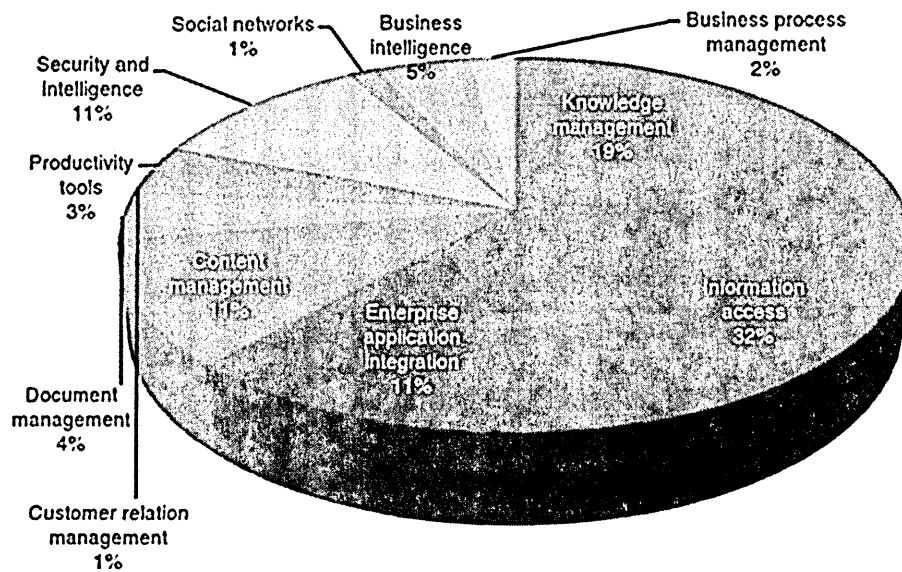 Social networks
1%
Business
intelligence
5%
Business process
management
2%
Security and
Intelligence
11%
Knowledge
management
19%
Productivity
tools
3%
Content
management
11%
Information
access
32%
Enterprise
application
Integration
11%
Document
management
4%
Customer relation
management
1%